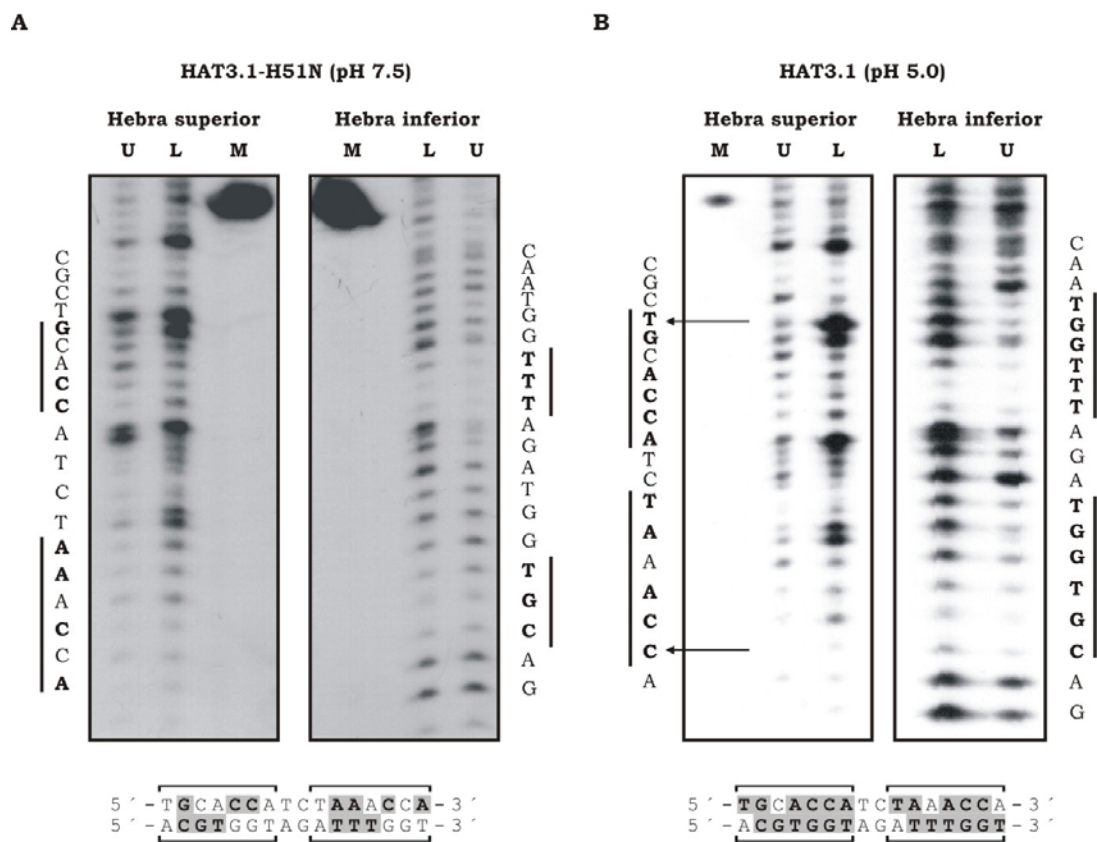 A
HAT3.1-H51N (pH 7.5)
Hebra superior
U L M
Hebra inferior
M L U
C
G
C
T
G
C
A
C
C
A
T
C
T
A
A
A
C
C
A
C
A
A
T
G
G
T
T
T
A
G
A
T
G
G
T
G
C
A
G
5´-TGCACCATCTAAACCA-3´
5´-ACGTGGTAGATTTGGT-3´
B
HAT3.1 (pH 5.0)
Hebra superior
M U L
Hebra inferior
L U
C
G
C
T
G
C
A
C
C
A
T
C
T
A
A
A
C
C
A
C
A
A
T
G
G
T
T
T
A
G
A
T
G
G
T
G
C
A
G
5´-TGCACCATCTAAACCA-3´
5´-ACGTGGTAGATTTGGT-3´